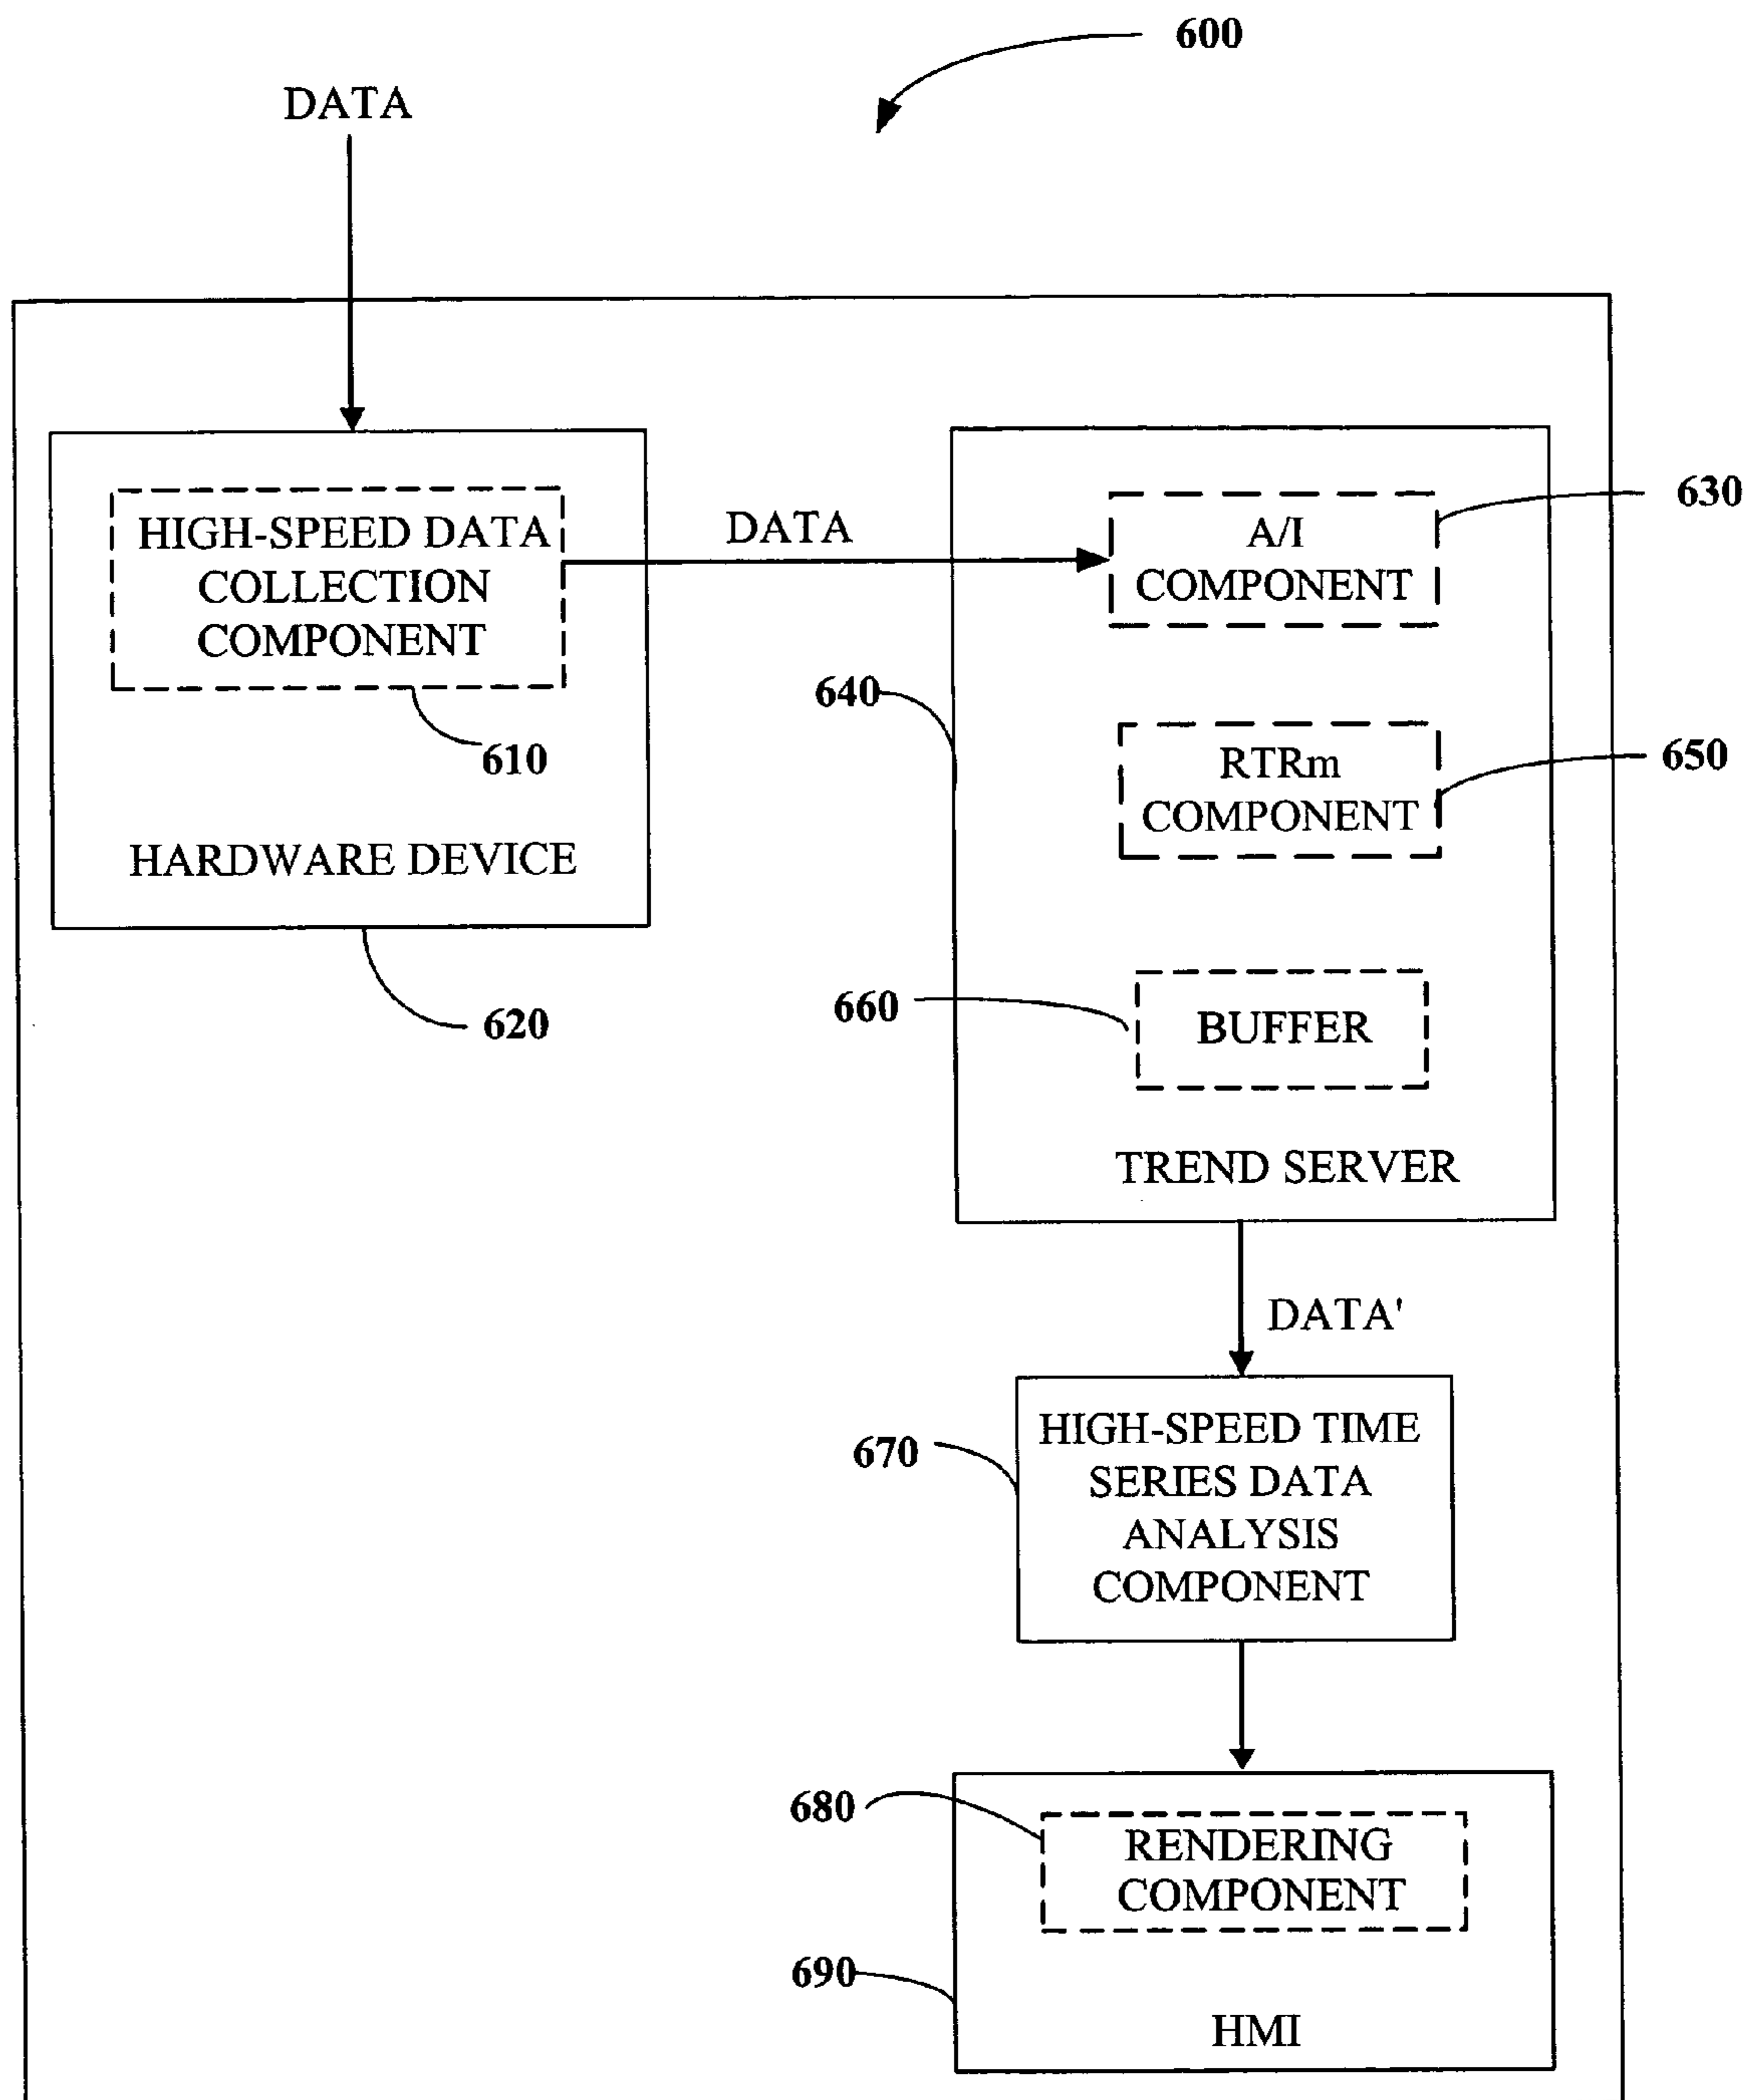 600
DATA
HIGH-SPEED DATA
COLLECTION
COMPONENT
610
HARDWARE DEVICE
620
DATA
A/I
COMPONENT
630
640
RTRm
COMPONENT
650
660
BUFFER
TREND SERVER
DATA'
670
HIGH-SPEED TIME
SERIES DATA
ANALYSIS
COMPONENT
680
RENDERING
COMPONENT
690
HMI